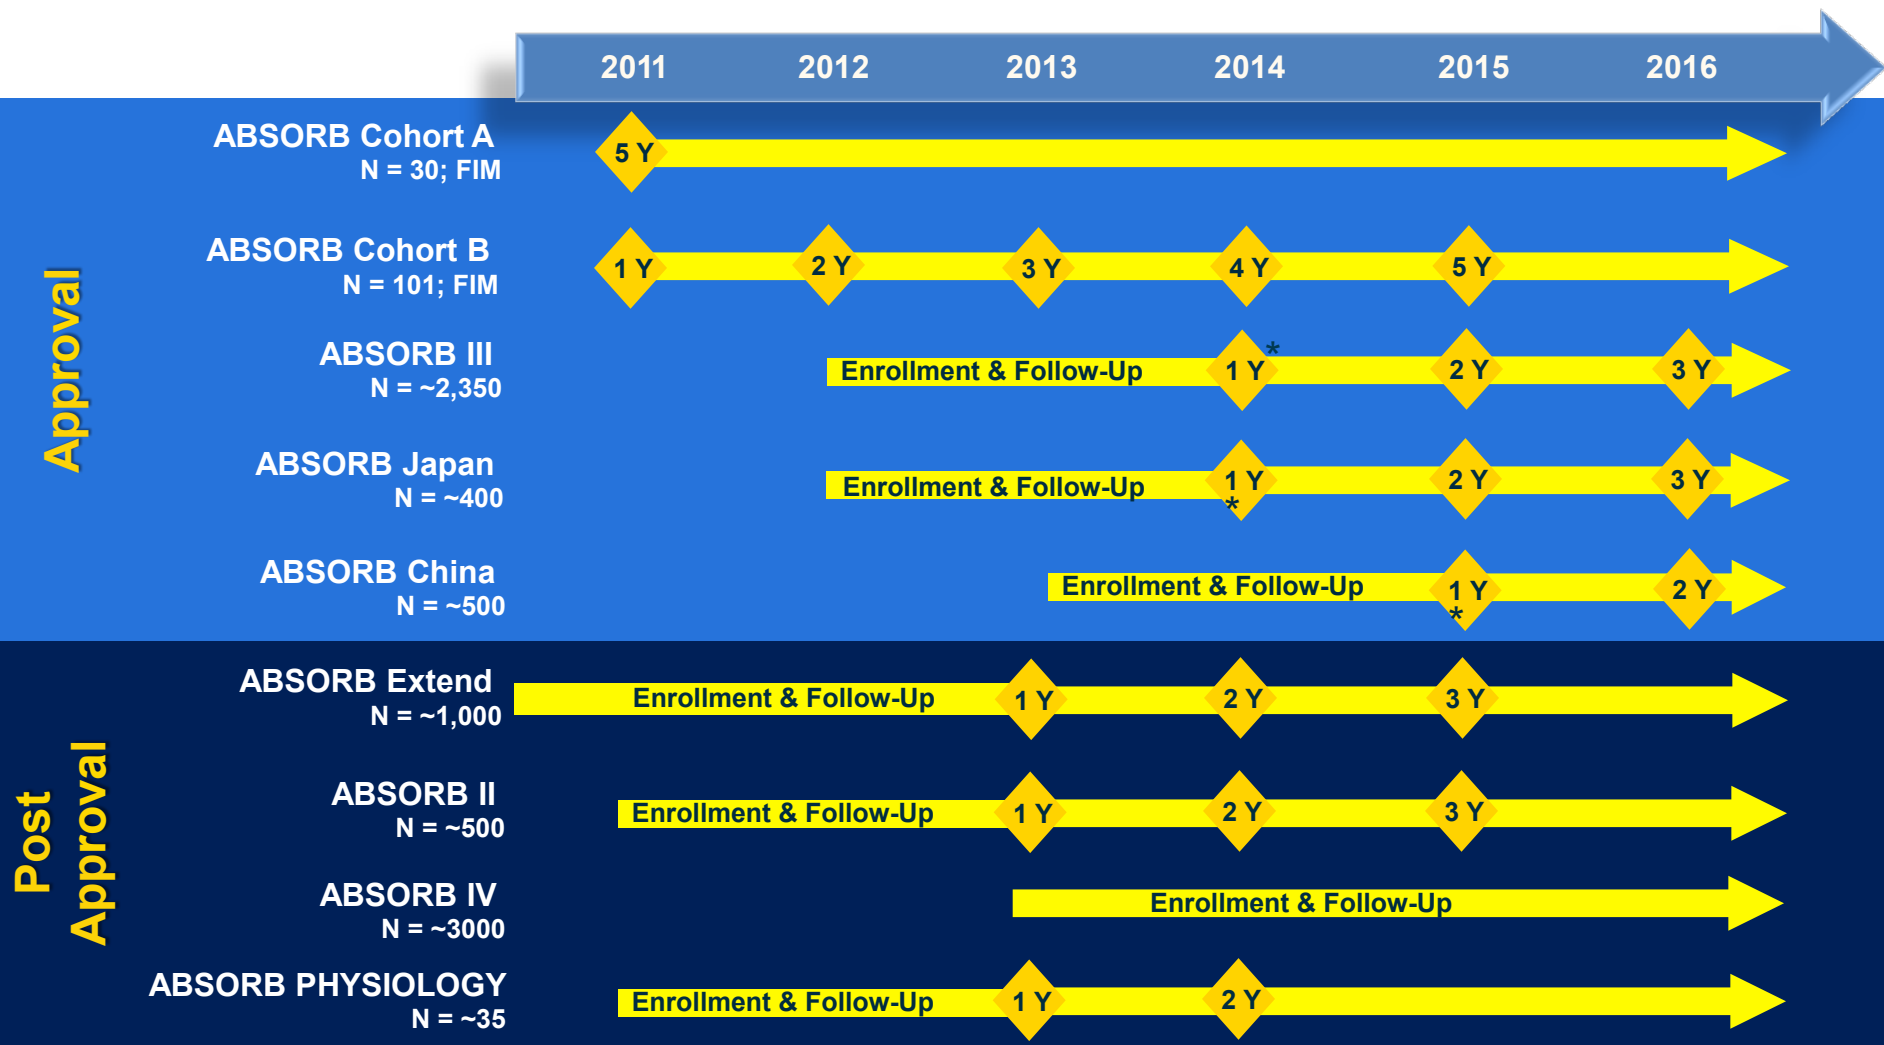 2011 2012 2013 2014 2015 2016
Approval
ABSORB Cohort A
N = 30; FIM
5 Y
ABSORB Cohort B
N = 101; FIM
1 Y 2 Y 3 Y 4 Y 5 Y
ABSORB III
N = ~2,350
Enrollment & Follow-Up 1 Y * 2 Y 3 Y
ABSORB Japan
N = ~400
Enrollment & Follow-Up 1 Y 2 Y 3 Y
*
ABSORB China
N = ~500
Enrollment & Follow-Up 1 Y 2 Y
*
Post
Approval
ABSORB Extend
N = ~1,000
Enrollment & Follow-Up 1 Y 2 Y 3 Y
ABSORB II
N = ~500
Enrollment & Follow-Up 1 Y 2 Y 3 Y
ABSORB IV
N = ~3000
Enrollment & Follow-Up
ABSORB PHYSIOLOGY
N = ~35
Enrollment & Follow-Up 1 Y 2 Y